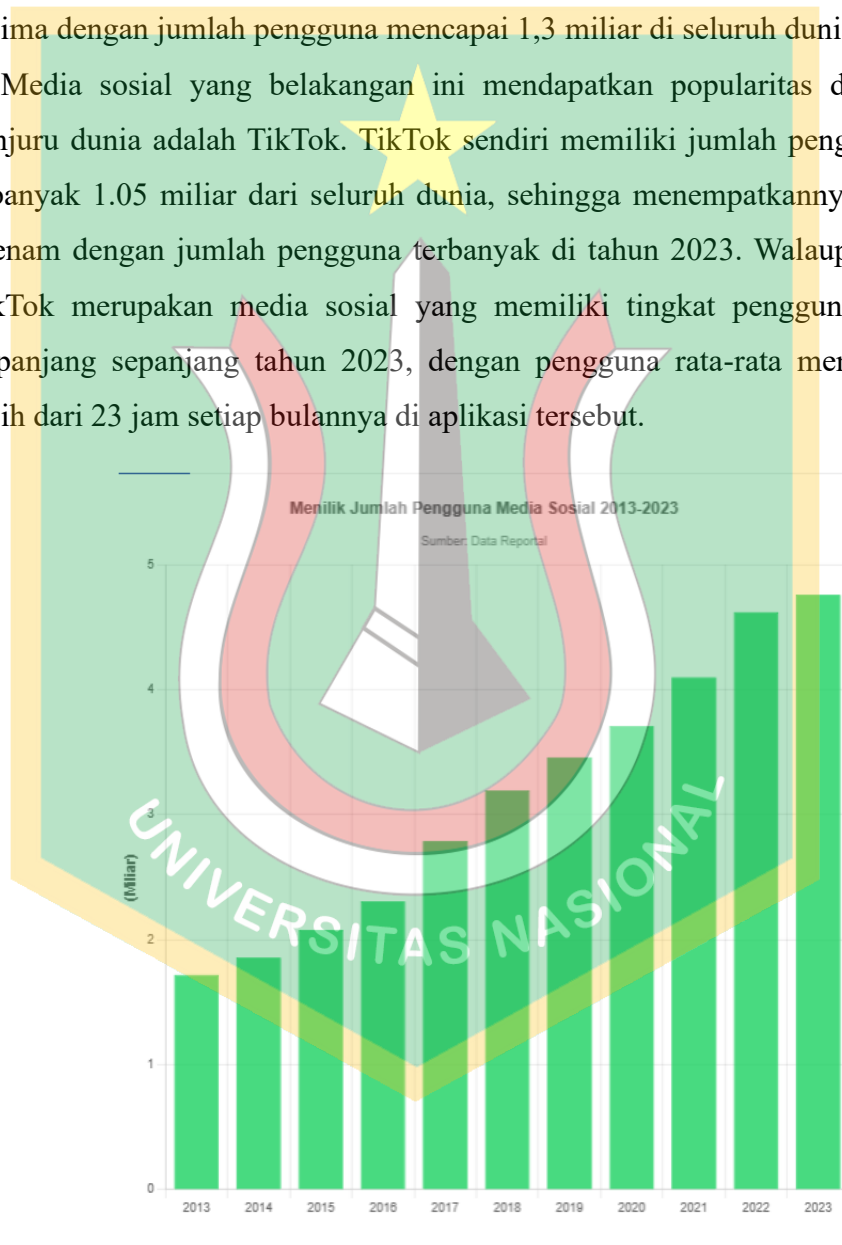 ima dengan jumlah pengguna mencapai 1,3 miliar di seluruh duni
Media sosial yang belakangan ini mendapatkan popularitas d
njuru dunia adalah TikTok. TikTok sendiri memiliki jumlah peng
banyak 1.05 miliar dari seluruh dunia, sehingga menempatkanny
enam dengan jumlah pengguna terbanyak di tahun 2023. Walaup
kTok merupakan media sosial yang memiliki tingkat penggun
panjang sepanjang tahun 2023, dengan pengguna rata-rata men
ih dari 23 jam setiap bulannya di aplikasi tersebut.
Menilik Jumlah Pengguna Media Sosial 2013-2023
Sumber: Data Reportal
5
4
3
(Miliar)
2
1
0
2013 2014 2015 2016 2017 2018 2019 2020 2021 2022 2023
UNIVERSITAS NASIONAL